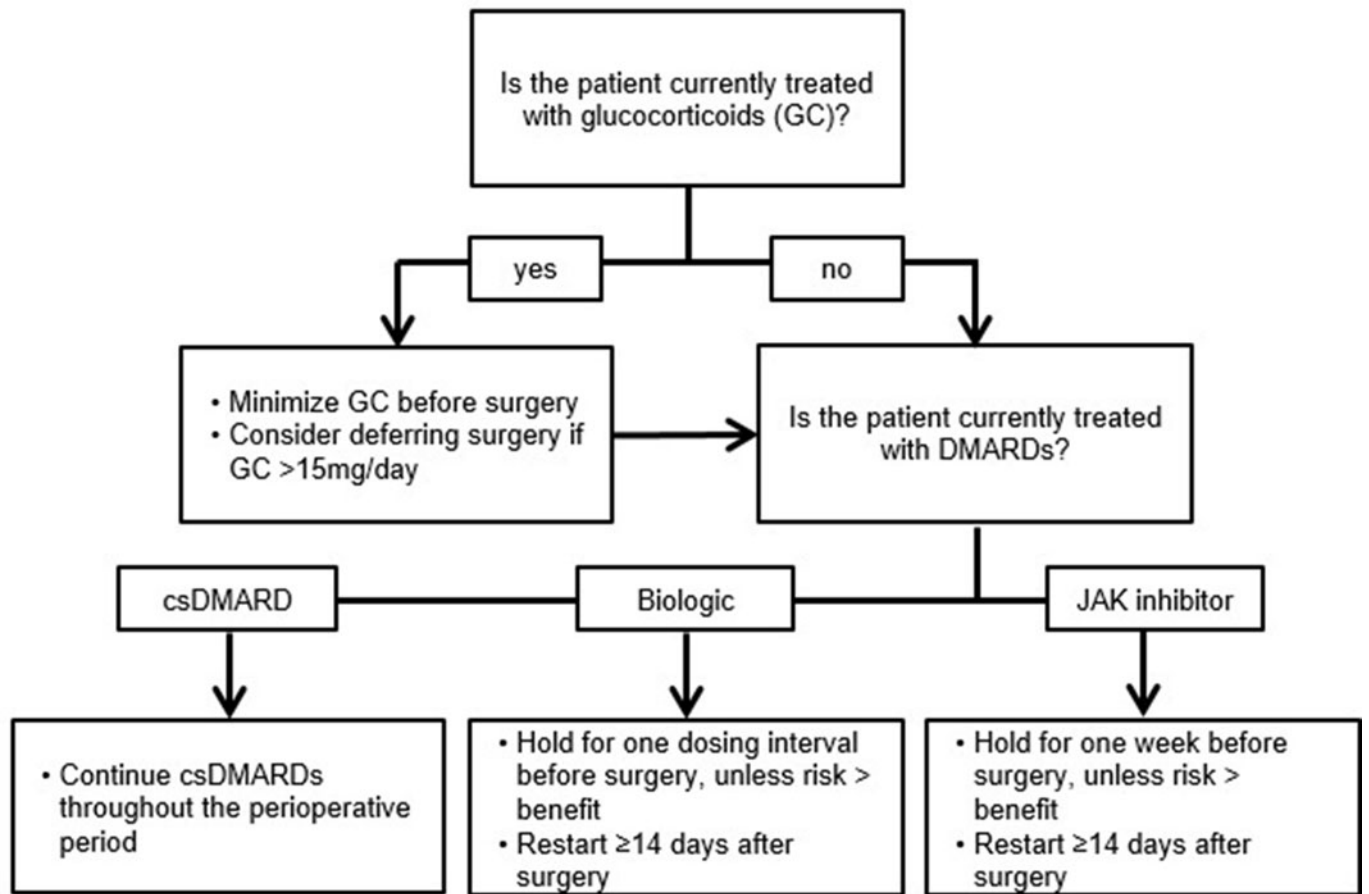 Is the patient currently treated
with glucocorticoids (GC)?
yes
no
• Minimize GC before surgery
• Consider deferring surgery if
GC >15mg/day
Is the patient currently treated
with DMARDs?
csDMARD
Biologic
JAK inhibitor
• Continue csDMARDs
throughout the perioperative
period
• Hold for one dosing interval
before surgery, unless risk >
benefit
• Restart ≥14 days after
surgery
• Hold for one week before
surgery, unless risk >
benefit
• Restart ≥14 days after
surgery